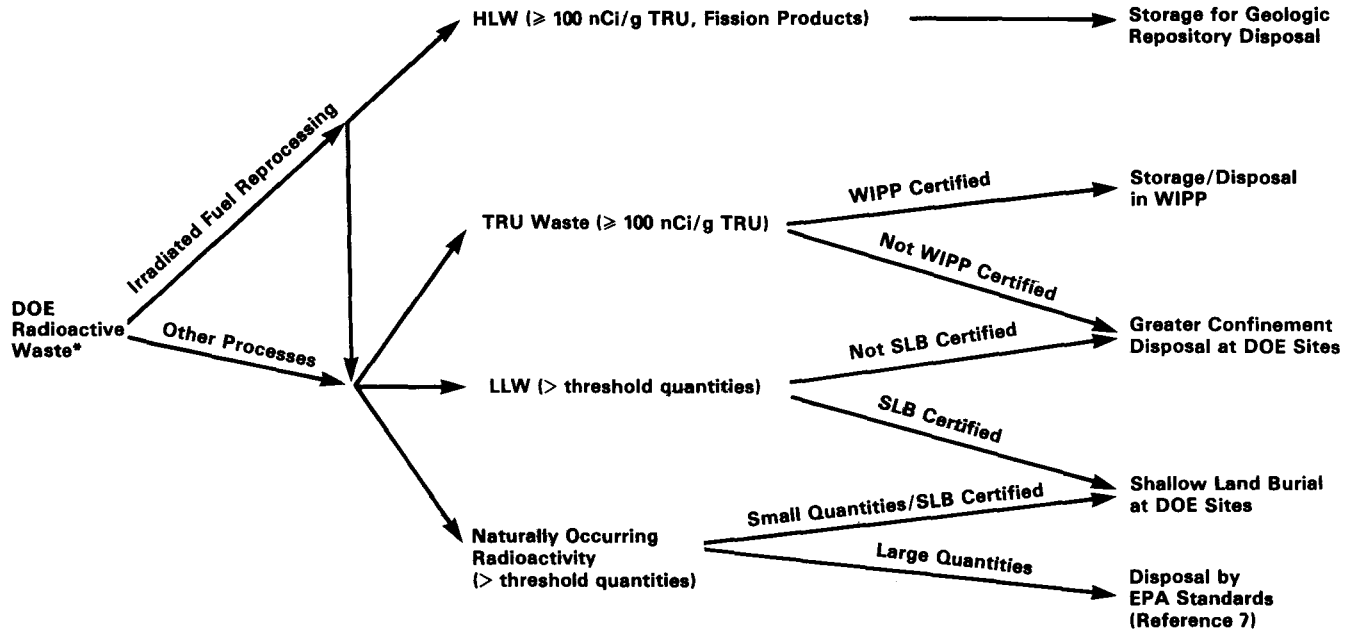 HLW (⩾ 100 nCi/g TRU, Fission Products)
Storage for Geologic
Repository Disposal
Irradiated Fuel Reprocessing
WIPP Certified
Storage/Disposal
in WIPP
TRU Waste (⩾ 100 nCi/g TRU)
Not WIPP Certified
DOE
Radioactive
Waste*
Other Processes
Not SLB Certified
Greater Confinement
Disposal at DOE Sites
LLW (> threshold quantities)
SLB Certified
Shallow Land Burial
at DOE Sites
Small Quantities/SLB Certified
Naturally Occurring
Radioactivity
(> threshold quantities)
Large Quantities
Disposal by
EPA Standards
(Reference 7)